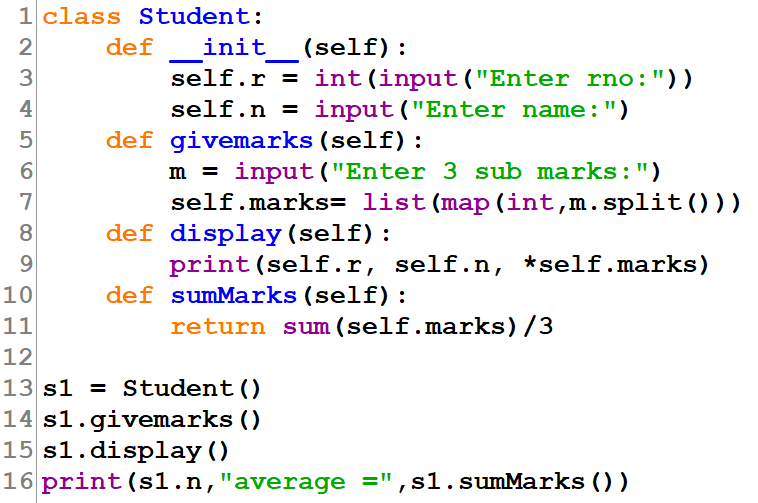 1 class Student:
2     def __init__(self):
3         self.r = int(input("Enter rno:"))
4         self.n = input("Enter name:")
5     def givemarks(self):
6         m = input("Enter 3 sub marks:")
7         self.marks= list(map(int,m.split()))
8     def display(self):
9         print(self.r, self.n, *self.marks)
10     def sumMarks(self):
11         return sum(self.marks)/3
12
13 s1 = Student()
14 s1.givemarks()
15 s1.display()
16 print(s1.n,"average =",s1.sumMarks())